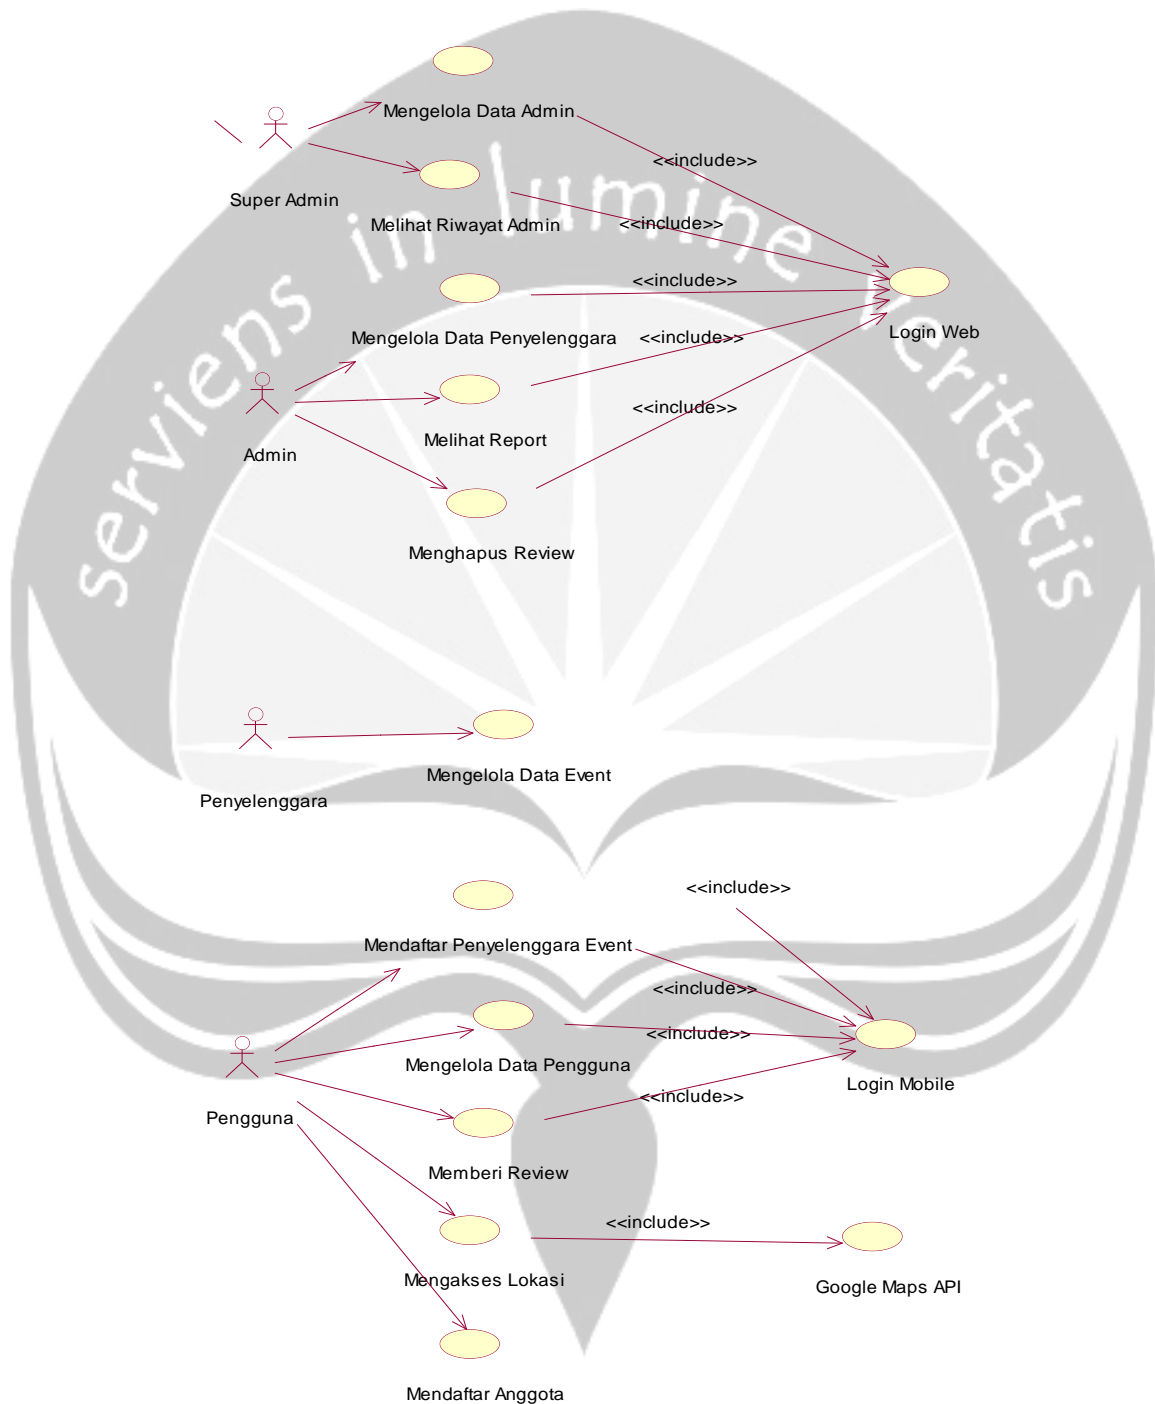 serviens in lumine veritatis
Mengelola Data Admin
<<include>>
Super Admin
Melihat Riwayat Admin
<<include>>
<<include>>
Login Web
Mengelola Data Penyelenggara
<<include>>
<<include>>
Melihat Report
Admin
Menghapus Review
Mengelola Data Event
Penyelenggara
<<include>>
Mendaftar Penyelenggara Event
<<include>>
<<include>>
Mengelola Data Pengguna
Login Mobile
<<include>>
Pengguna
Memberi Review
<<include>>
Mengakses Lokasi
Google Maps API
Mendaftar Anggota